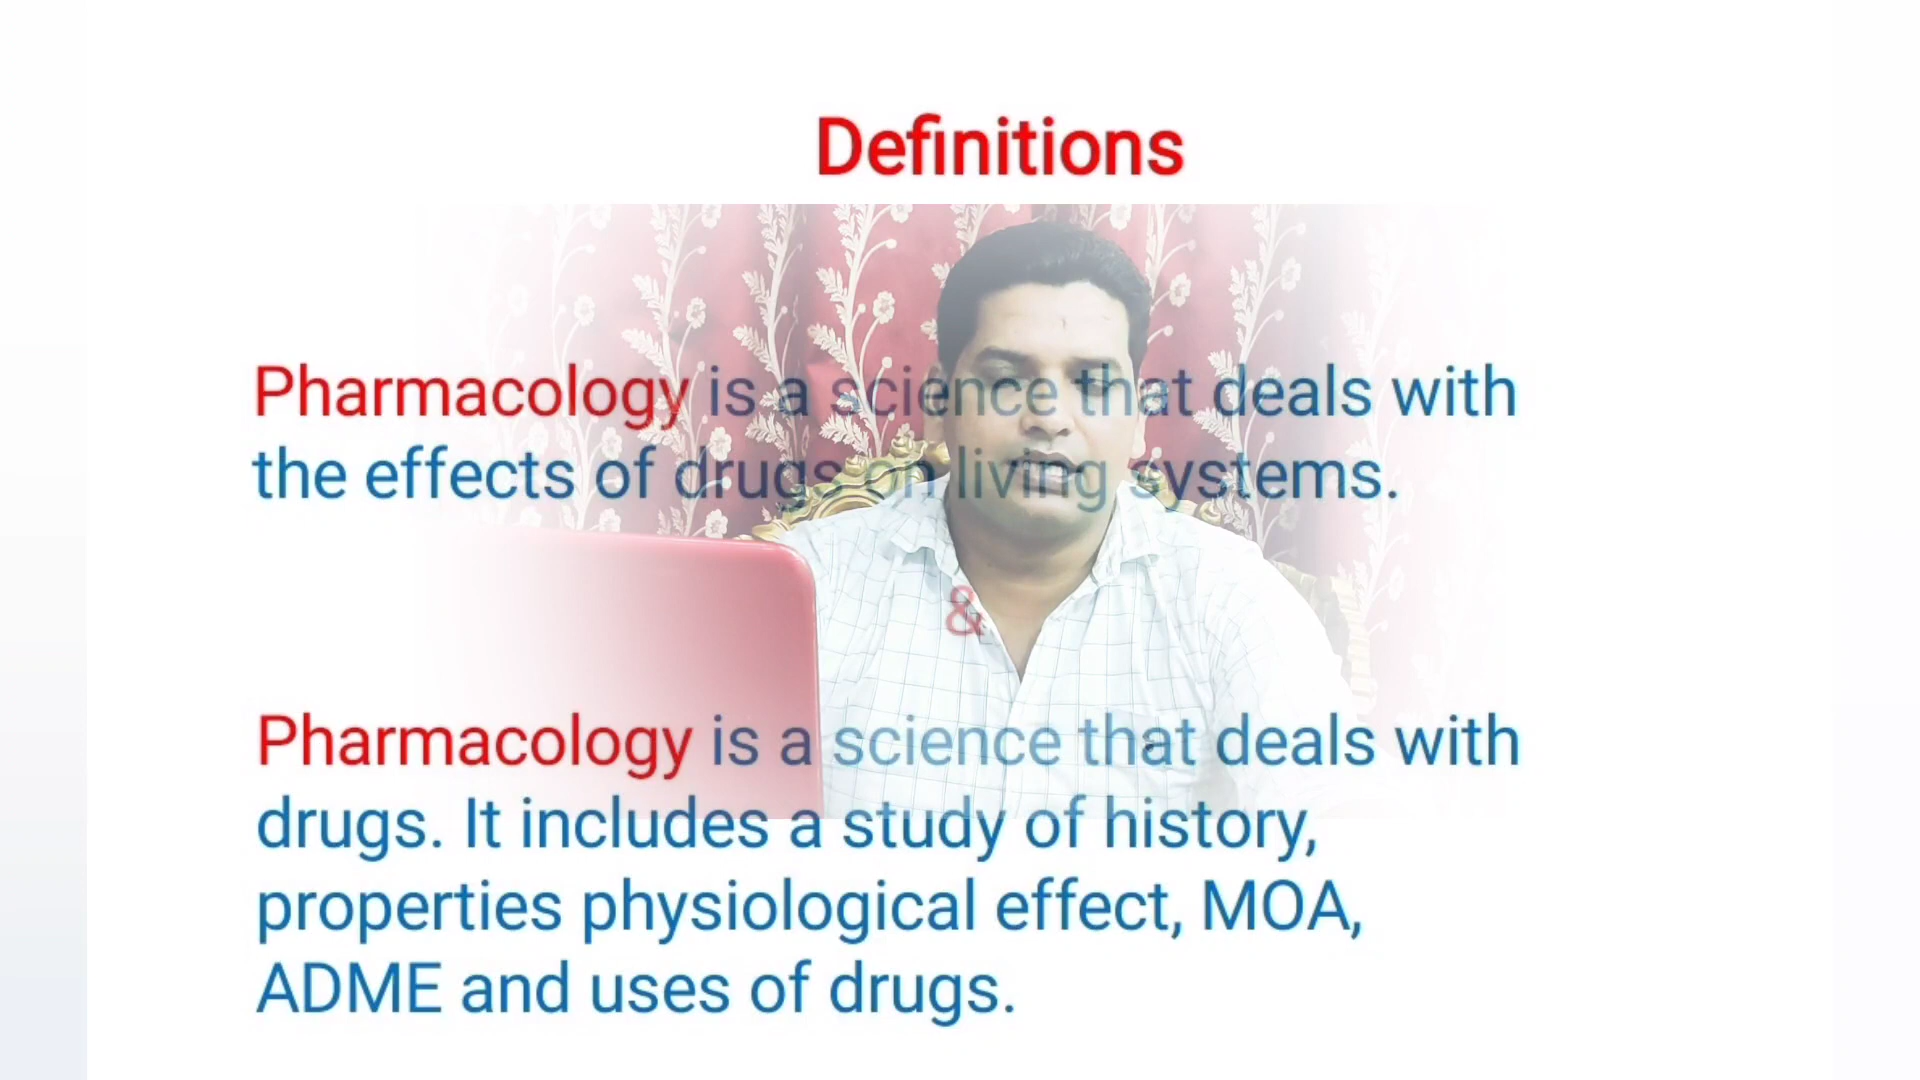 Definitions
Pharmacology is a science that deals with
the effects of drugs on living systems.
&
Pharmacology is a science that deals with
drugs. It includes a study of history,
properties physiological effect, MOA,
ADME and uses of drugs.